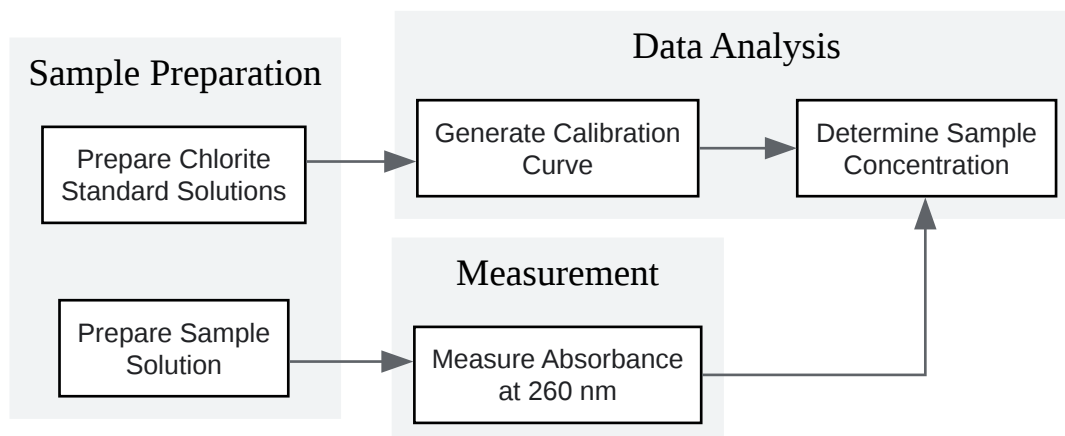 Sample Preparation
Prepare Chlorite
Standard Solutions
Prepare Sample
Solution
Data Analysis
Generate Calibration
Curve
Determine Sample
Concentration
Measurement
Measure Absorbance
at 260 nm